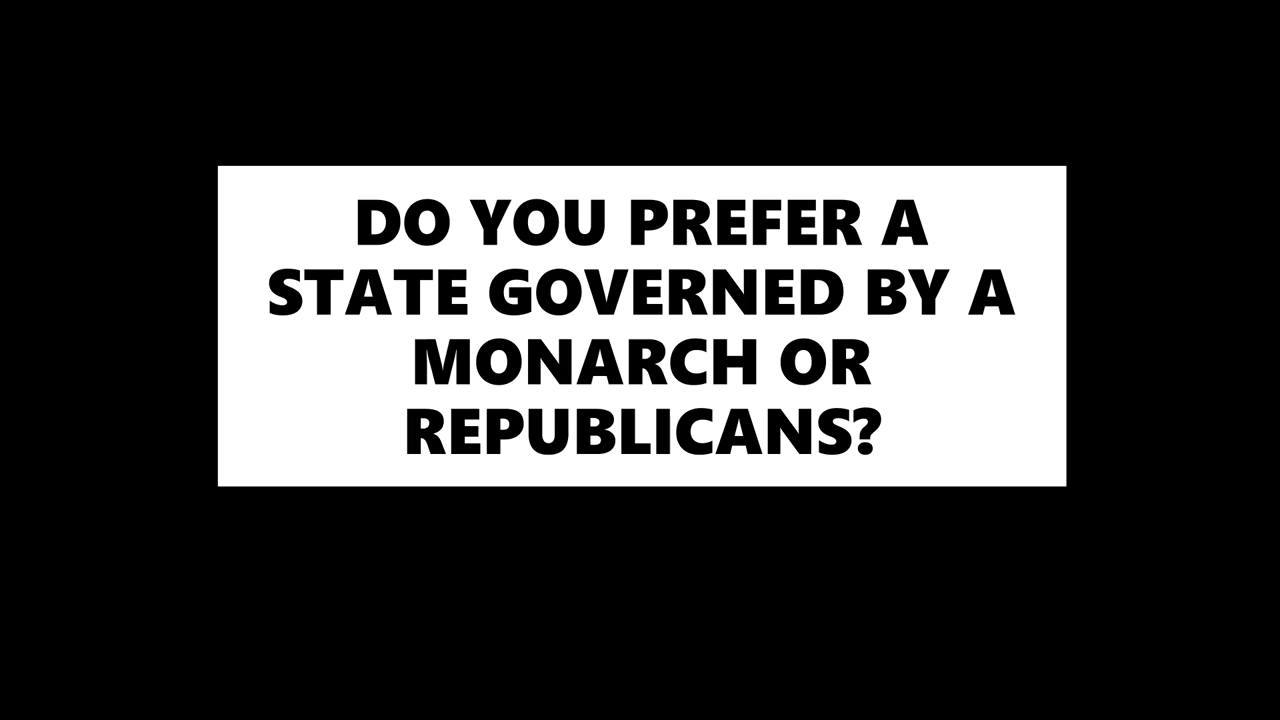 DO YOU PREFER A
STATE GOVERNED BY A
MONARCH OR
REPUBLICANS?